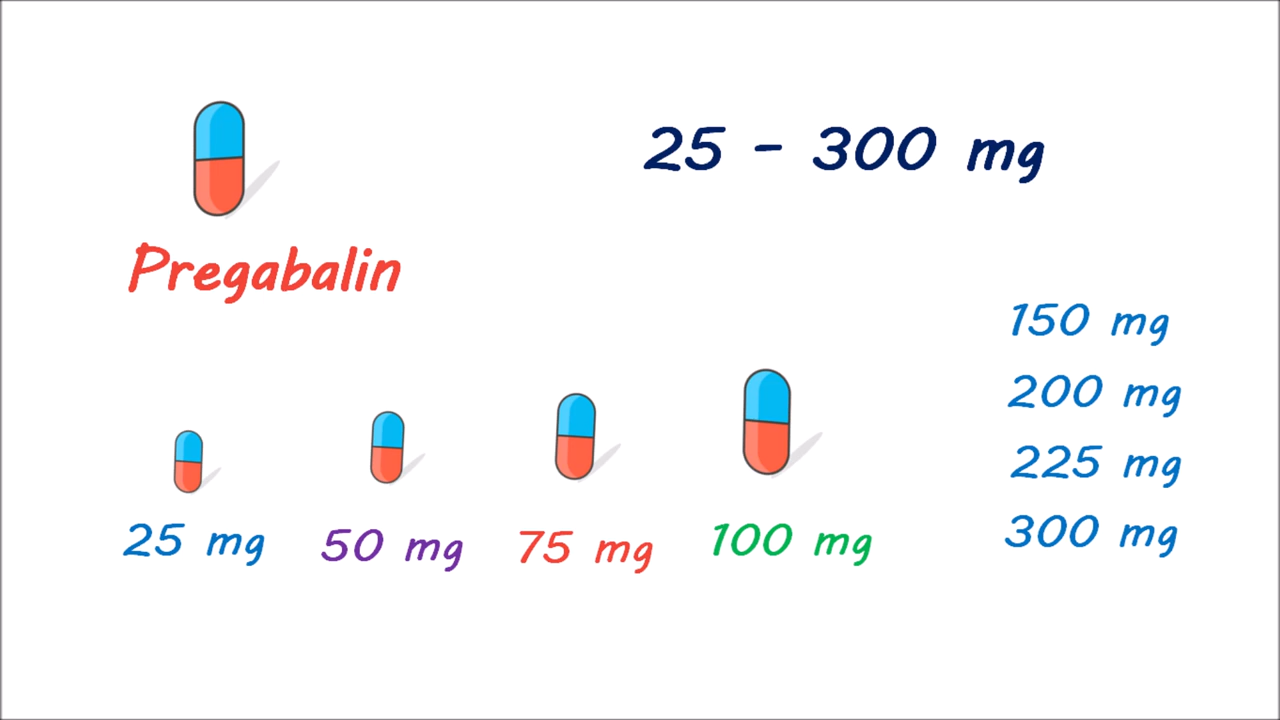 25 - 300 mg
Pregabalin
25 mg
50 mg
75 mg
100 mg
150 mg
200 mg
225 mg
300 mg